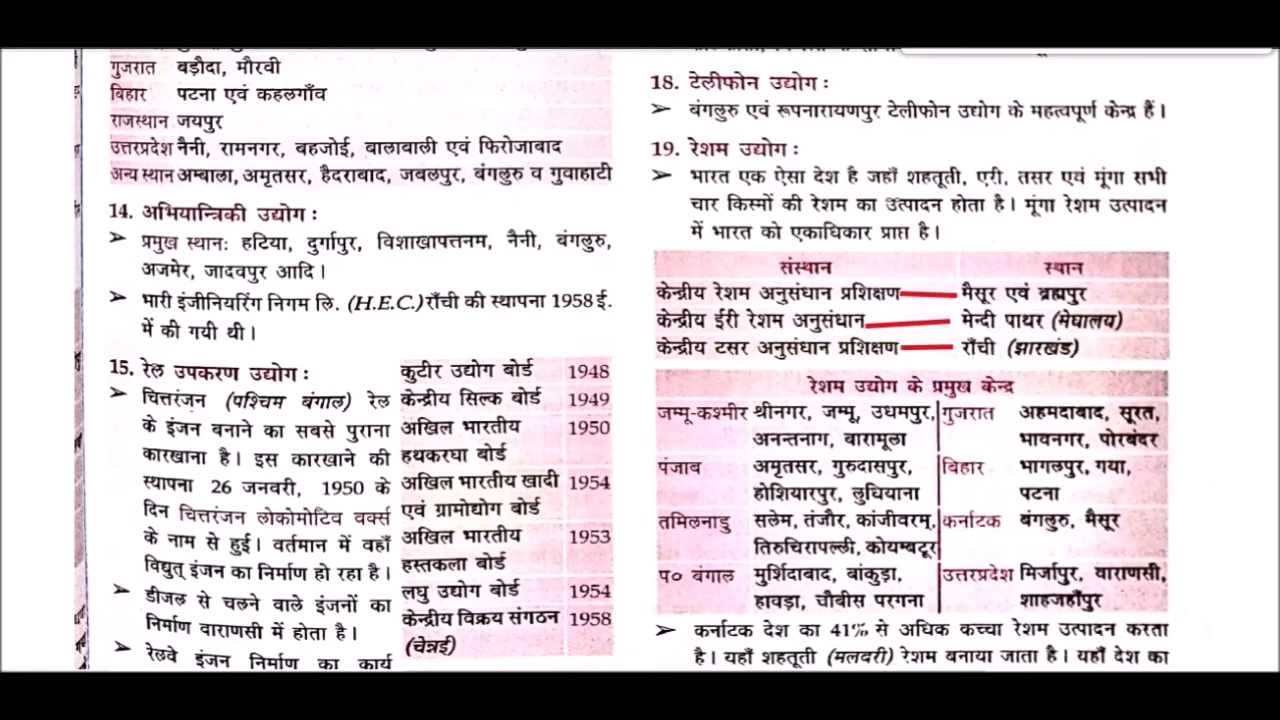 गुजरात बड़ौदा, मौरवी
बिहार पटना एवं कहलगाँव
राजस्थान जयपुर
उत्तरप्रदेश नैनी, रामनगर, बहजोई, बालाबाली एवं फिरोजाबाद
अन्य स्थान अम्बाला, अमृतसर, हैदराबाद, जबलपुर, बंगलुरु व गुवाहाटी
14. अभियान्त्रिकी उद्योग :
➢ प्रमुख स्थान: हटिया, दुर्गापुर, विशाखापत्तनम, नैनी, बंगलुरु,
अजमेर, जादवपुर आदि।
➢ भारी इंजीनियरिंग निगम लि. (H.E.C.) राँची की स्थापना 1958 ई.
में की गयी थी।
15. रेल उपकरण उद्योग :
➢ चित्तरंजन (पश्चिम बंगाल) रेल
के इंजन बनाने का सबसे पुराना
कारखाना है। इस कारखाने की
स्थापना 26 जनवरी, 1950 के
दिन चित्तरंजन लोकोमोटिव वर्क्स
के नाम से हुई। वर्तमान में वहाँ
विद्युत् इंजन का निर्माण हो रहा है।
➢ डीजल से चलने वाले इंजनों का
निर्माण वाराणसी में होता है।
➢ रेलवे इंजन निर्माण का कार्य
कुटीर उद्योग बोर्ड 1948
केन्द्रीय सिल्क बोर्ड 1949
अखिल भारतीय 1950
हथकरघा बोर्ड
अखिल भारतीय खादी 1954
एवं ग्रामोद्योग बोर्ड
अखिल भारतीय 1953
हस्तकला बोर्ड
लघु उद्योग बोर्ड 1954
केन्द्रीय विक्रय संगठन 1958
(चेन्नई)
18. टेलीफोन उद्योग :
➢ बंगलुरु एवं रूपनारायणपुर टेलीफोन उद्योग के महत्वपूर्ण केन्द्र हैं।
19. रेशम उद्योग :
➢ भारत एक ऐसा देश है जहाँ शहतूती, एरी, तसर एवं मूंगा सभी
चार किस्मों की रेशम का उत्पादन होता है। मूंगा रेशम उत्पादन
में भारत को एकाधिकार प्राप्त है।
संस्थान स्थान
केन्द्रीय रेशम अनुसंधान प्रशिक्षण मैसूर एवं ब्रह्मपुर
केन्द्रीय ईरी रेशम अनुसंधान मेन्दी पाथर (मेघालय)
केन्द्रीय टसर अनुसंधान प्रशिक्षण राँची (झारखंड)
रेशम उद्योग के प्रमुख केन्द्र
जम्मू-कश्मीर श्रीनगर, जम्मू, उधमपुर, गुजरात अहमदाबाद, सूरत,
अनन्तनाग, बारामूला भावनगर, पोरबंदर
पंजाब अमृतसर, गुरुदासपुर, बिहार भागलपुर, गया,
होशियारपुर, लुधियाना पटना
तमिलनाडु सलेम, तंजौर, कांजीवरम्, कर्नाटक बंगलुरु, मैसूर
तिरुचिरापल्ली, कोयम्बटूर
प० बंगाल मुर्शिदाबाद, बांकुड़ा, उत्तरप्रदेश मिर्जापुर, वाराणसी,
हावड़ा, चौबीस परगना शाहजहाँपुर
➢ कर्नाटक देश का 41% से अधिक कच्चा रेशम उत्पादन करता
है। यहाँ शहतूती (मलबरी) रेशम बनाया जाता है। यहाँ देश का